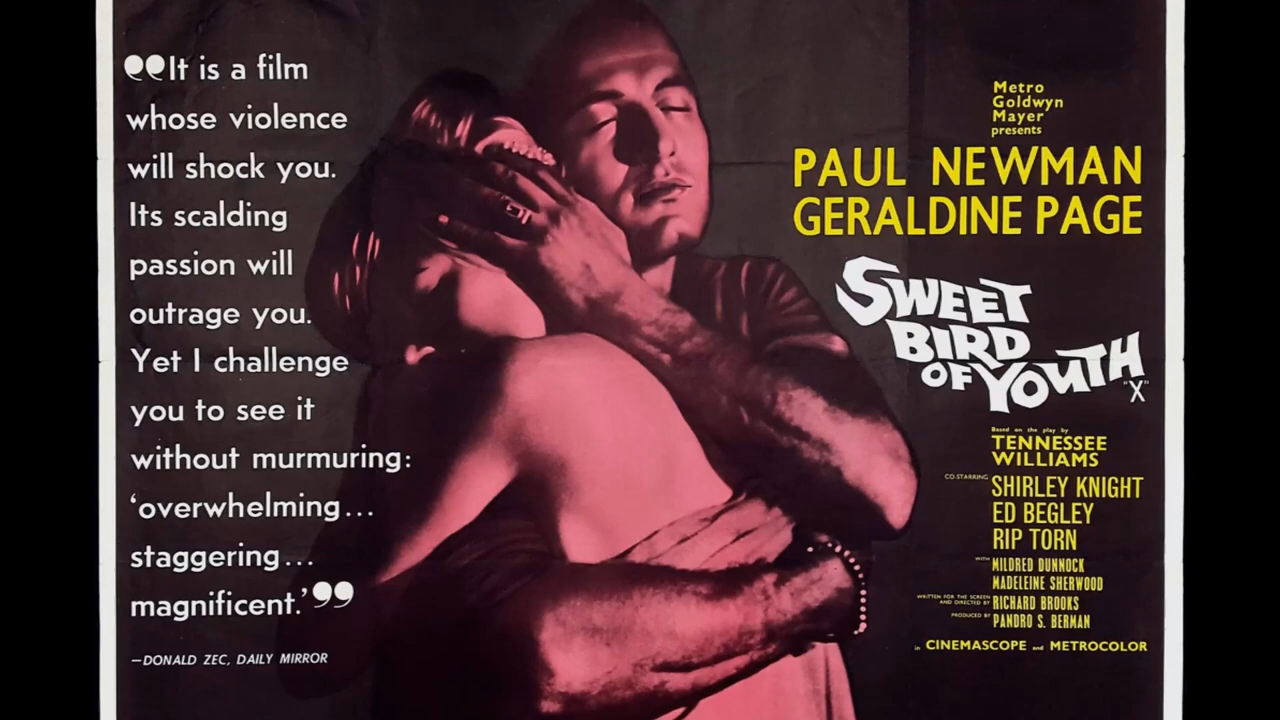 “It is a film
whose violence
will shock you.
Its scalding
passion will
outrage you.
Yet I challenge
you to see it
without murmuring:
‘overwhelming...
staggering...
magnificent.’”
—DONALD ZEC, DAILY MIRROR
Metro
Goldwyn
Mayer
presents
PAUL NEWMAN
GERALDINE PAGE
SWEET
BIRD
OF YOUTH
"X"
Based on the play by
TENNESSEE
WILLIAMS
CO-STARRING SHIRLEY KNIGHT
ED BEGLEY
RIP TORN
WITH MILDRED DUNNOCK
MADELEINE SHERWOOD
WRITTEN FOR THE SCREEN
AND DIRECTED BY RICHARD BROOKS
PRODUCED BY PANDRO S. BERMAN
in CINEMASCOPE and METROCOLOR